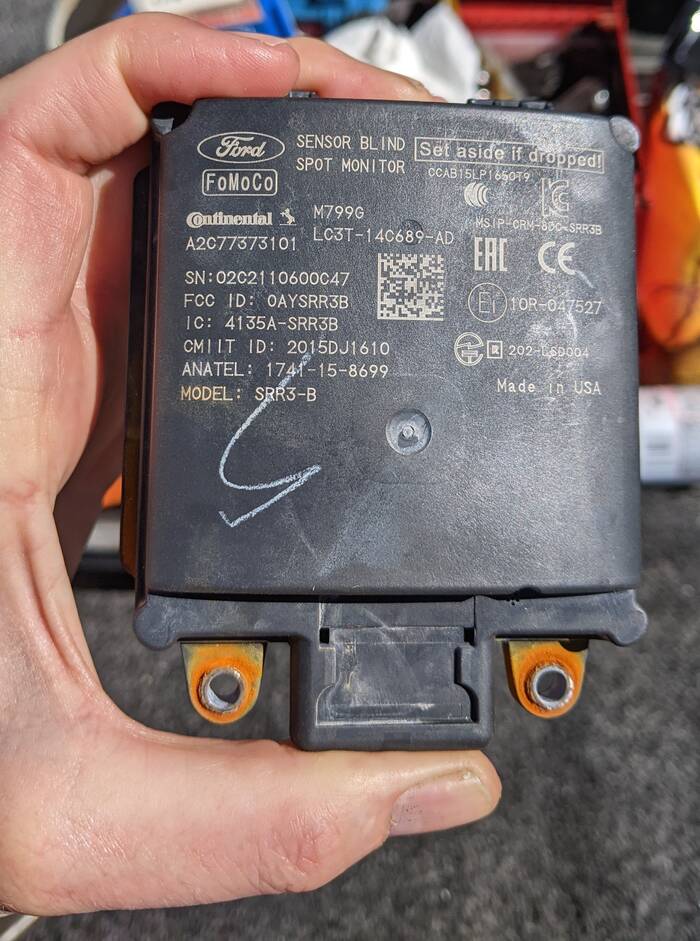 Ford
SENSOR BLIND
SPOT MONITOR
Set aside if dropped!
FoMoCo
CCAB15LP1650T9
Continental
M799G
A2C77373101
LC3T-14C689-AD
MSIP-CRM-SDC-SRR3B
EAC
CE
SN:02C2110600C47
FCC ID: OAYSRR3B
IC: 4135A-SRR3B
CMIIT ID: 2015DJ1610
ANATEL: 1741-15-8699
MODEL: SRR3-B
E1 10R-047527
R 202-LSD004
Made in USA